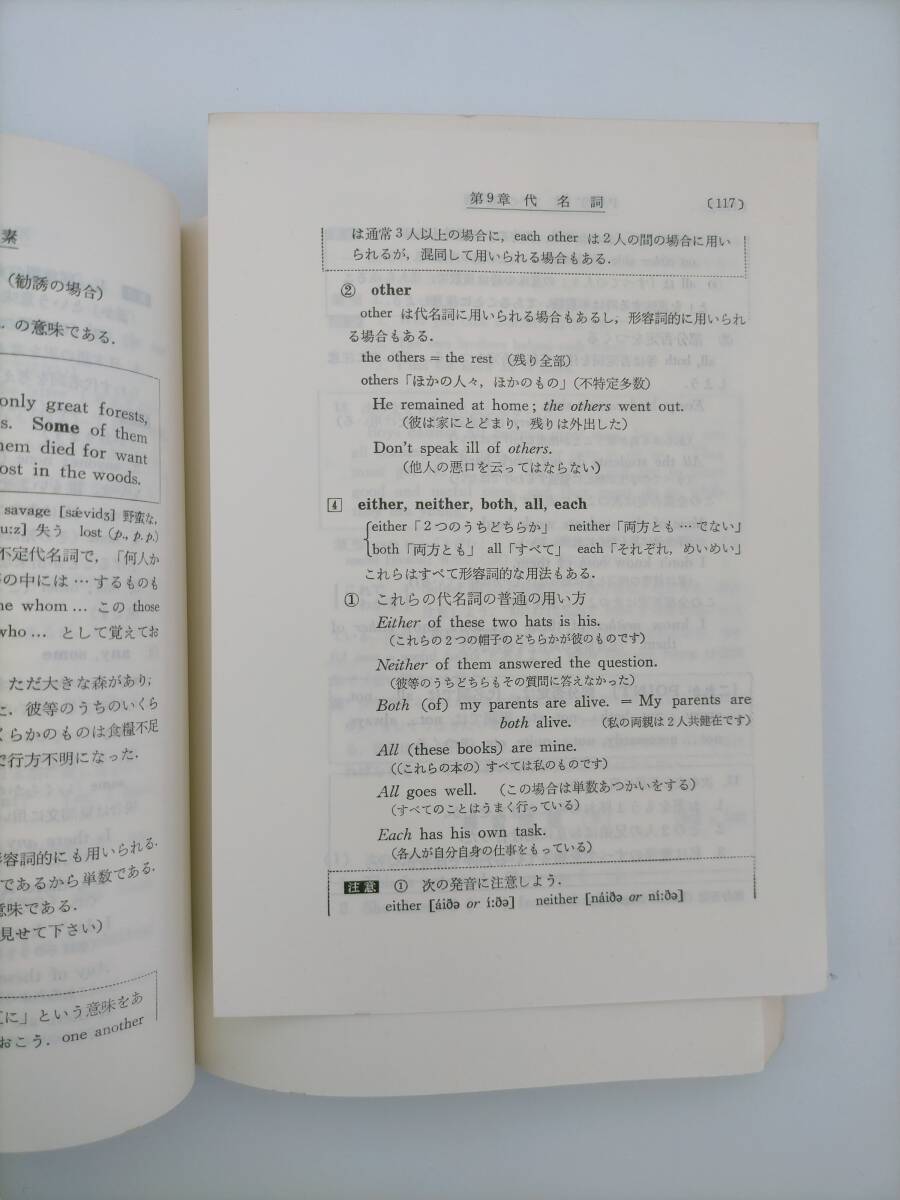 素
(勧誘の場合)
の意味である.
only great forests,
Some of them
died for want
in the woods.
savage [sǽvidʒ] 野蛮な,
失う lost (p., p. p.)
不定代名詞で,「何人か
の中には … するものも
whom … この those
who … として覚えてお
ただ大きな森があり;
彼等のうちのいくら
くらかのものは食糧不足
で行方不明になった.
形容詞的にも用いられる.
であるから単数である.
意味である.
見せて下さい)
に」という意味をあ
おこう. one another
第9章 代 名 詞 〔117〕
は通常3人以上の場合に, each other は2人の間の場合に用い
られるが, 混同して用いられる場合もある.
② other
other は代名詞に用いられる場合もあるし, 形容詞的に用いられ
る場合もある.
the others = the rest (残り全部)
others「ほかの人々, ほかのもの」(不特定多数)
He remained at home; the others went out.
(彼は家にとどまり, 残りは外出した)
Don't speak ill of others.
(他人の悪口を云ってはならない)
4 either, neither, both, all, each
either「2つのうちどちらか」 neither「両方とも … でない」
both「両方とも」 all「すべて」 each「それぞれ, めいめい」
これらはすべて形容詞的な用法もある.
① これらの代名詞の普通の用い方
Either of these two hats is his.
(これらの2つの帽子のどちらかが彼のものです)
Neither of them answered the question.
(彼等のうちどちらもその質問に答えなかった)
Both (of) my parents are alive. = My parents are
both alive. (私の両親は2人共健在です)
All (these books) are mine.
((これらの本の) すべては私のものです)
All goes well. (この場合は単数あつかいをする)
(すべてのことはうまく行っている)
Each has his own task.
(各人が自分自身の仕事をもっている)
注意 ① 次の発音に注意しよう.
either [áiðə or í:ðə] neither [náiðə or ní:ðə]